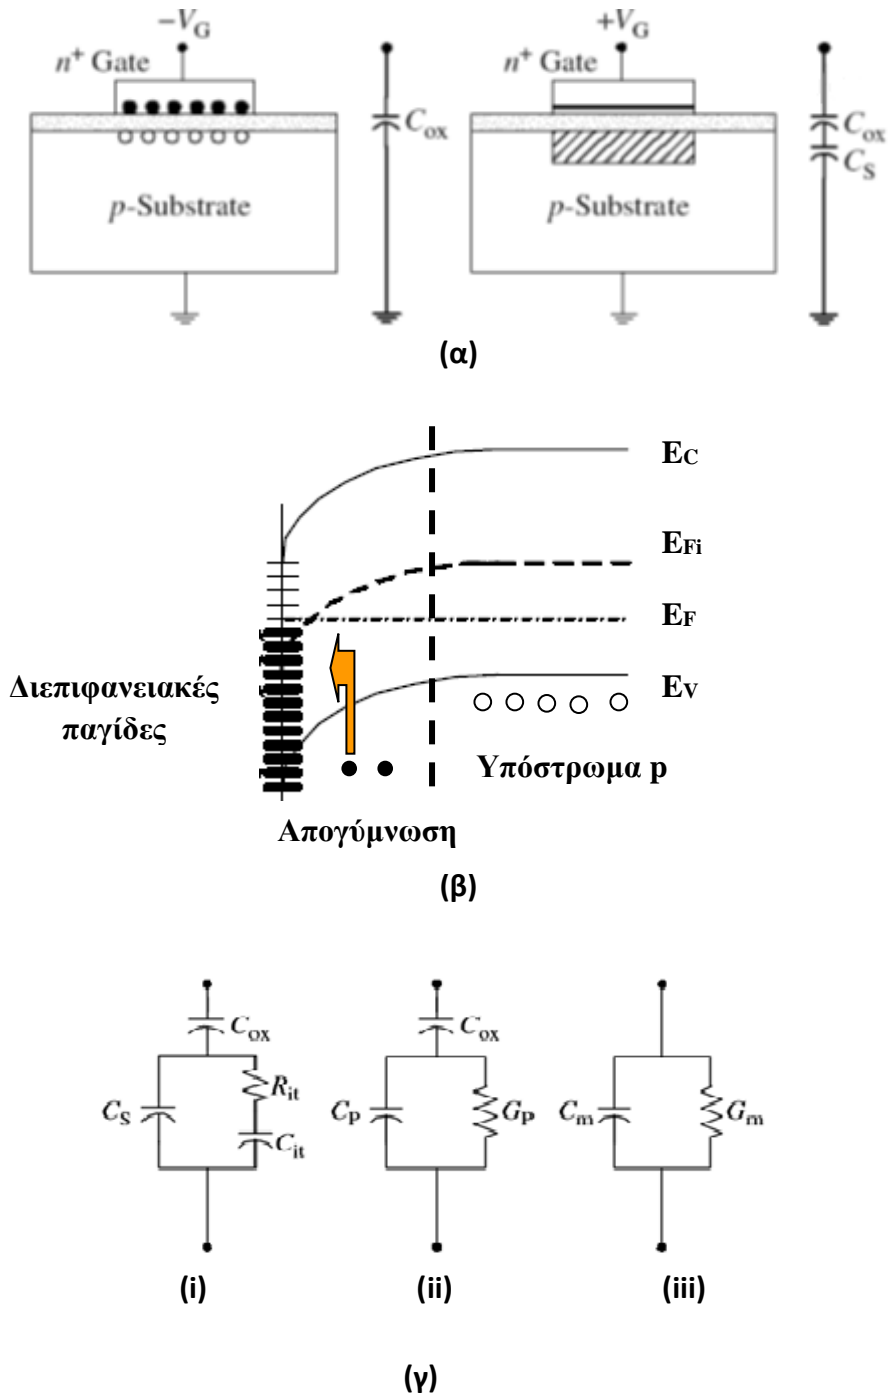 −V_G +V_G
n⁺ Gate n⁺ Gate
C_ox C_ox
C_S
p-Substrate p-Substrate
(α)
E_C
E_Fi
E_F
E_V
Διεπιφανειακές
παγίδες
Υπόστρωμα p
Απογύμνωση
(β)
C_ox C_ox
R_it
C_S C_P G_P C_m G_m
C_it
(i) (ii) (iii)
(γ)